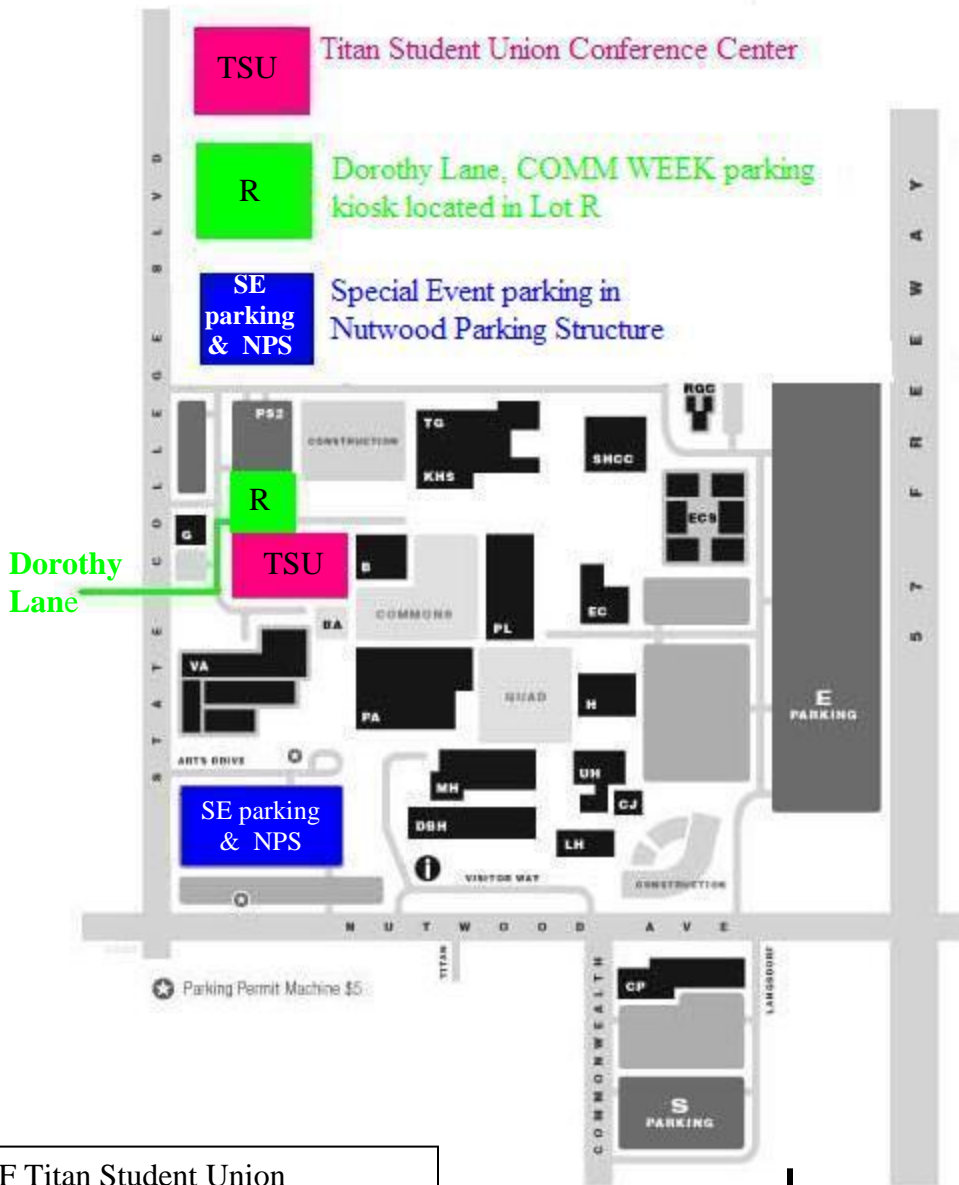 TSU
Titan Student Union Conference Center
R
Dorothy Lane, COMM WEEK parking
kiosk located in Lot R
SE
parking
& NPS
Special Event parking in
Nutwood Parking Structure
STATE COLLEGE BLVD
57 FREEWAY
RGC
PS2
CONSTRUCTION
TG
KHS
SHCC
ECS
R
G
TSU
B
Dorothy
Lane
COMMONS
PL
EC
BA
VA
PA
QUAD
H
E
PARKING
ARTS DRIVE
MH
UH
CJ
SE parking
& NPS
DBH
LH
i
VISITOR WAY
CONSTRUCTION
NUTWOOD AVE
TITAN
COMMONWEALTH
LANGSDORF
CP
Parking Permit Machine $5
S
PARKING
F Titan Student Union